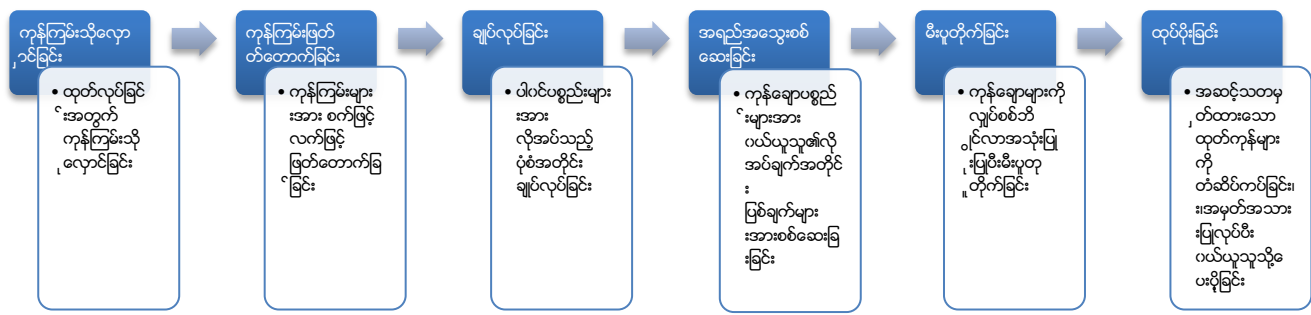 ကုန်ကြမ်းသိုလှော
ှာင်ခြင်း
• ထုတ်လုပ်ခြင်
်းအတွက်
ကုန်ကြမ်းသို
ုလှောင်ခြင်း
ကုန်ကြမ်းဖြတ်
တ်တောက်ခြင်း
• ကုန်ကြမ်းများ
းအား စက်ဖြင့်
လက်ဖြင့်
ဖြတ်တောက်ခြ
်ခြင်း
ချုပ်လုပ်ခြင်း
• ပါ၀င်ပစ္စည်းများ
းအား
လိုအပ်သည့်
ပုံစံအတိုင်း
ချုပ်လုပ်ခြင်း
အရည်အသွေးစစ်
ဆေးခြင်း
• ကုန်ချောပစ္စည်
်းများအား
၀ယ်ယူသူ၏လို
အပ်ချက်အတိုင်
း
ပြစ်ချက်များ
းအားစစ်ဆေးခြ
းခြင်း
မီးပူတိုက်ခြင်း
• ကုန်ချောများကို
လျှပ်စစ်ဘိ
ွိုင်လာအသုံးပြု
ုးပြုပြီးမီးပူတု
ူတိုက်ခြင်း
ထုပ်ပိုးခြင်း
• အဆင့်သတမှ
ှတ်ထားသော
ထုတ်ကုန်များ
ကို
တံဆိပ်ကပ်ခြင်း၊
း၊အမှတ်အသား
းပြုလုပ်ပီး
၀ယ်ယူသူသို့ပေ
ပေးပို့ခြင်း